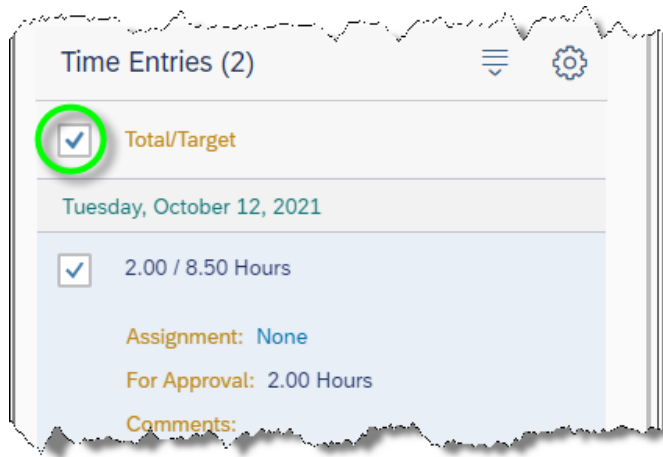 Time Entries (2)
Total/Target
Tuesday, October 12, 2021
2.00 / 8.50 Hours
Assignment: None
For Approval: 2.00 Hours
Comments: